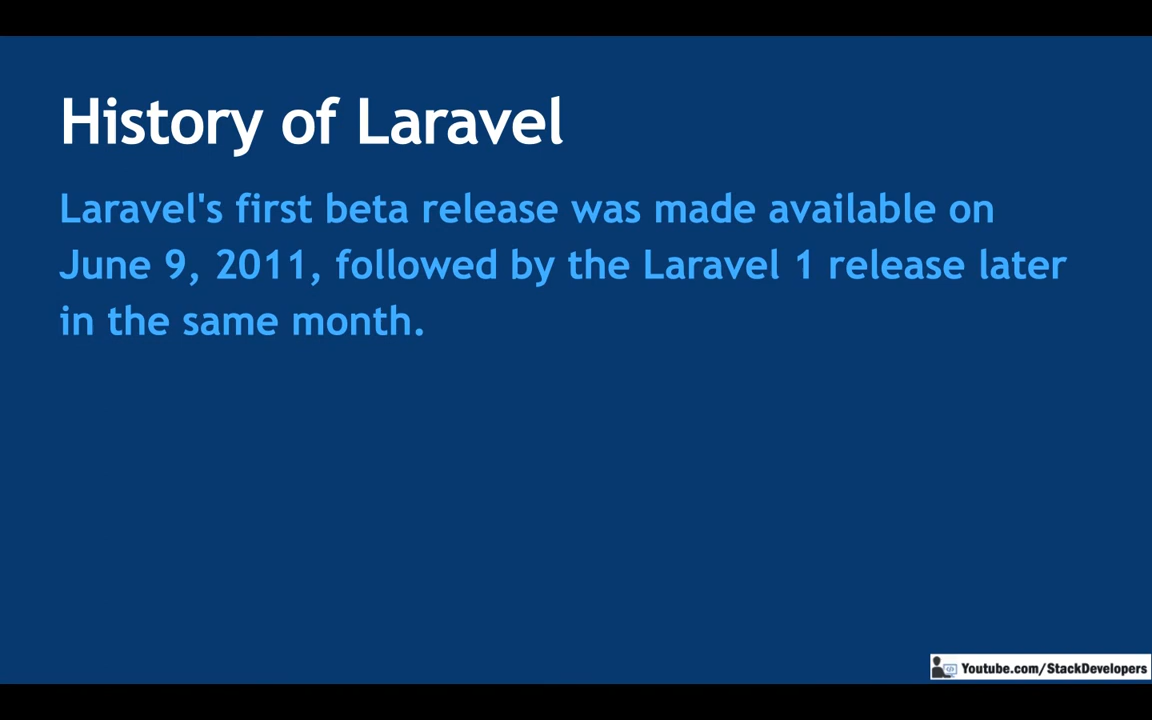 History of Laravel
Laravel's first beta release was made available on
June 9, 2011, followed by the Laravel 1 release later
in the same month.
Youtube.com/StackDevelopers